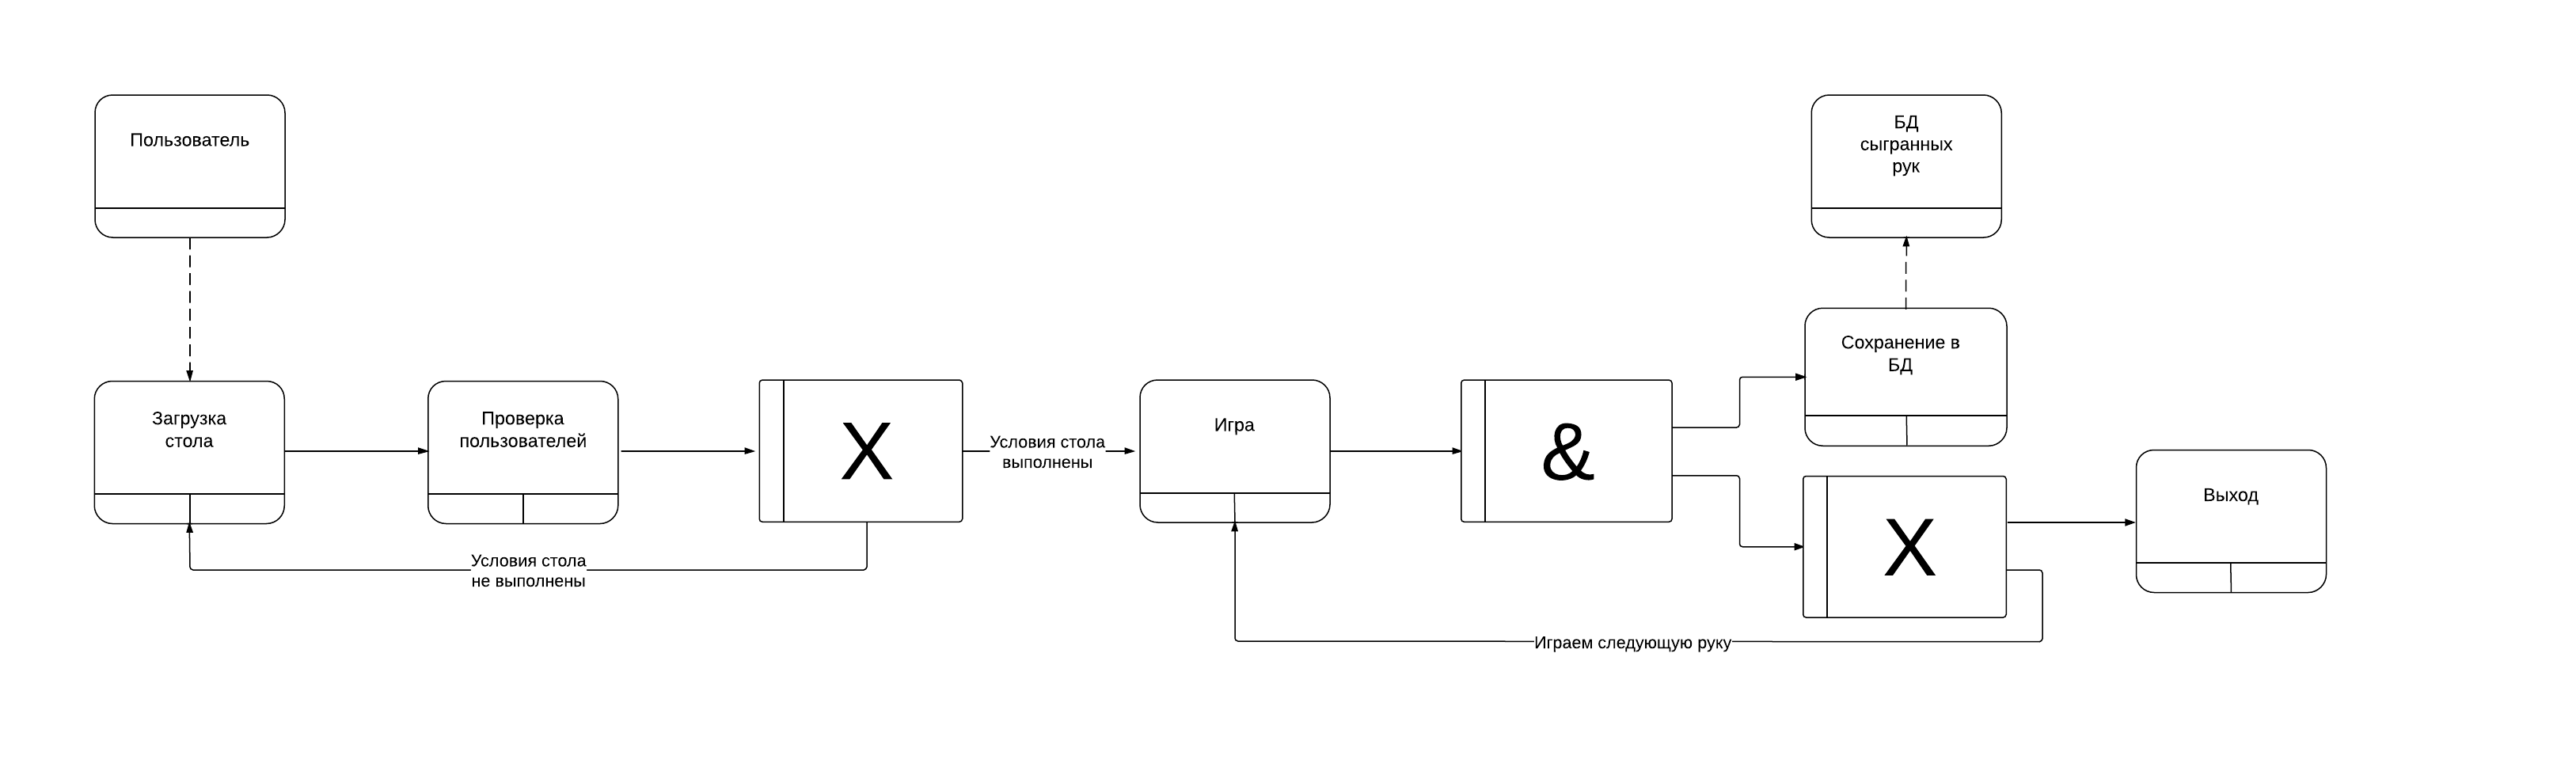 Пользователь
БД
сыгранных
рук
Сохранение в
БД
Загрузка
стола
Проверка
пользователей
X
Условия стола
выполнены
Игра
&
X
Выход
Условия стола
не выполнены
Играем следующую руку